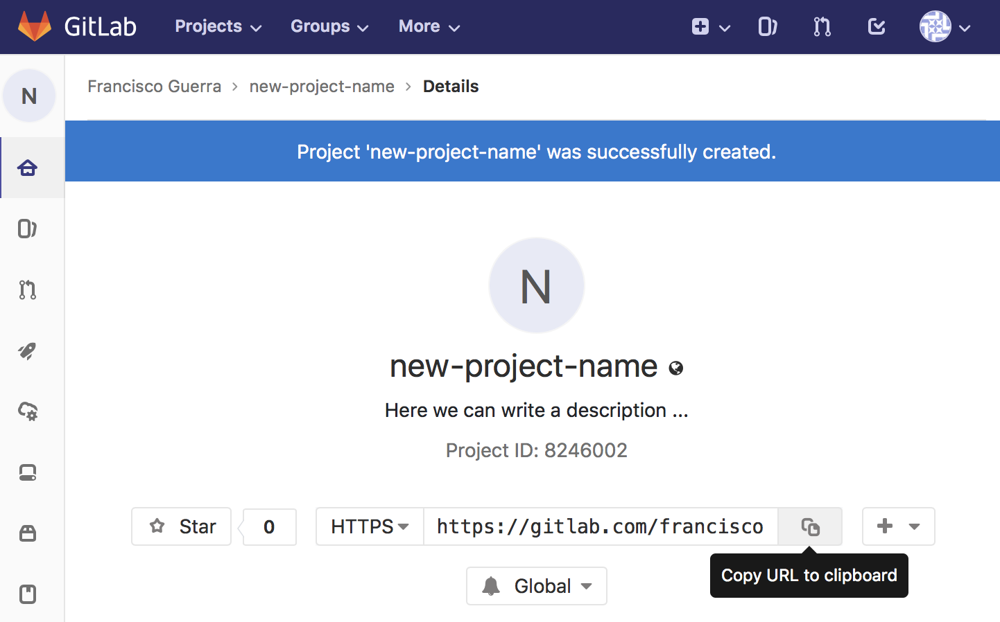 GitLab Projects Groups More
N
Francisco Guerra > new-project-name > Details
Project 'new-project-name' was successfully created.
N
new-project-name
Here we can write a description ...
Project ID: 8246002
Star 0 HTTPS https://gitlab.com/francisco
Copy URL to clipboard
Global